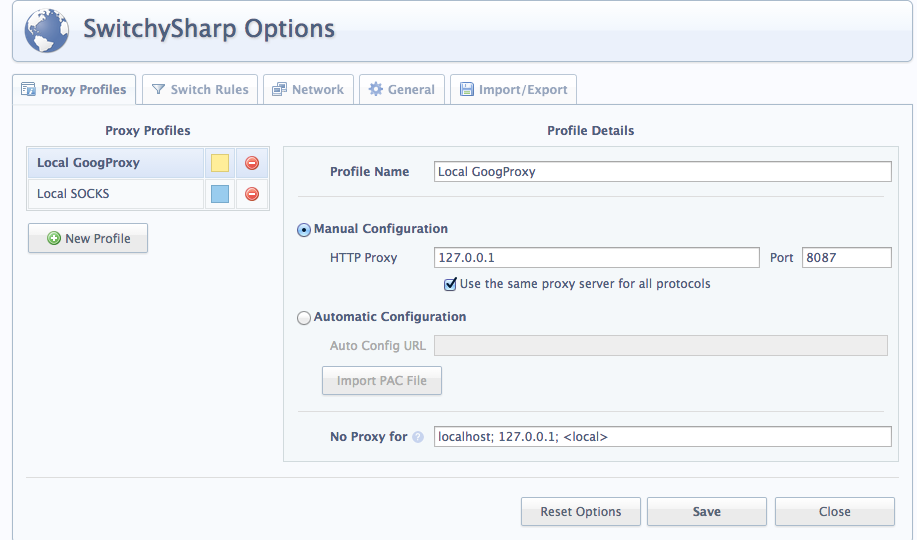 SwitchySharp Options
Proxy Profiles Switch Rules Network General Import/Export
Proxy Profiles
Local GoogProxy
Local SOCKS
New Profile
Profile Details
Profile Name Local GoogProxy
Manual Configuration
HTTP Proxy 127.0.0.1 Port 8087
Use the same proxy server for all protocols
Automatic Configuration
Auto Config URL
Import PAC File
No Proxy for ? localhost; 127.0.0.1; <local>
Reset Options Save Close